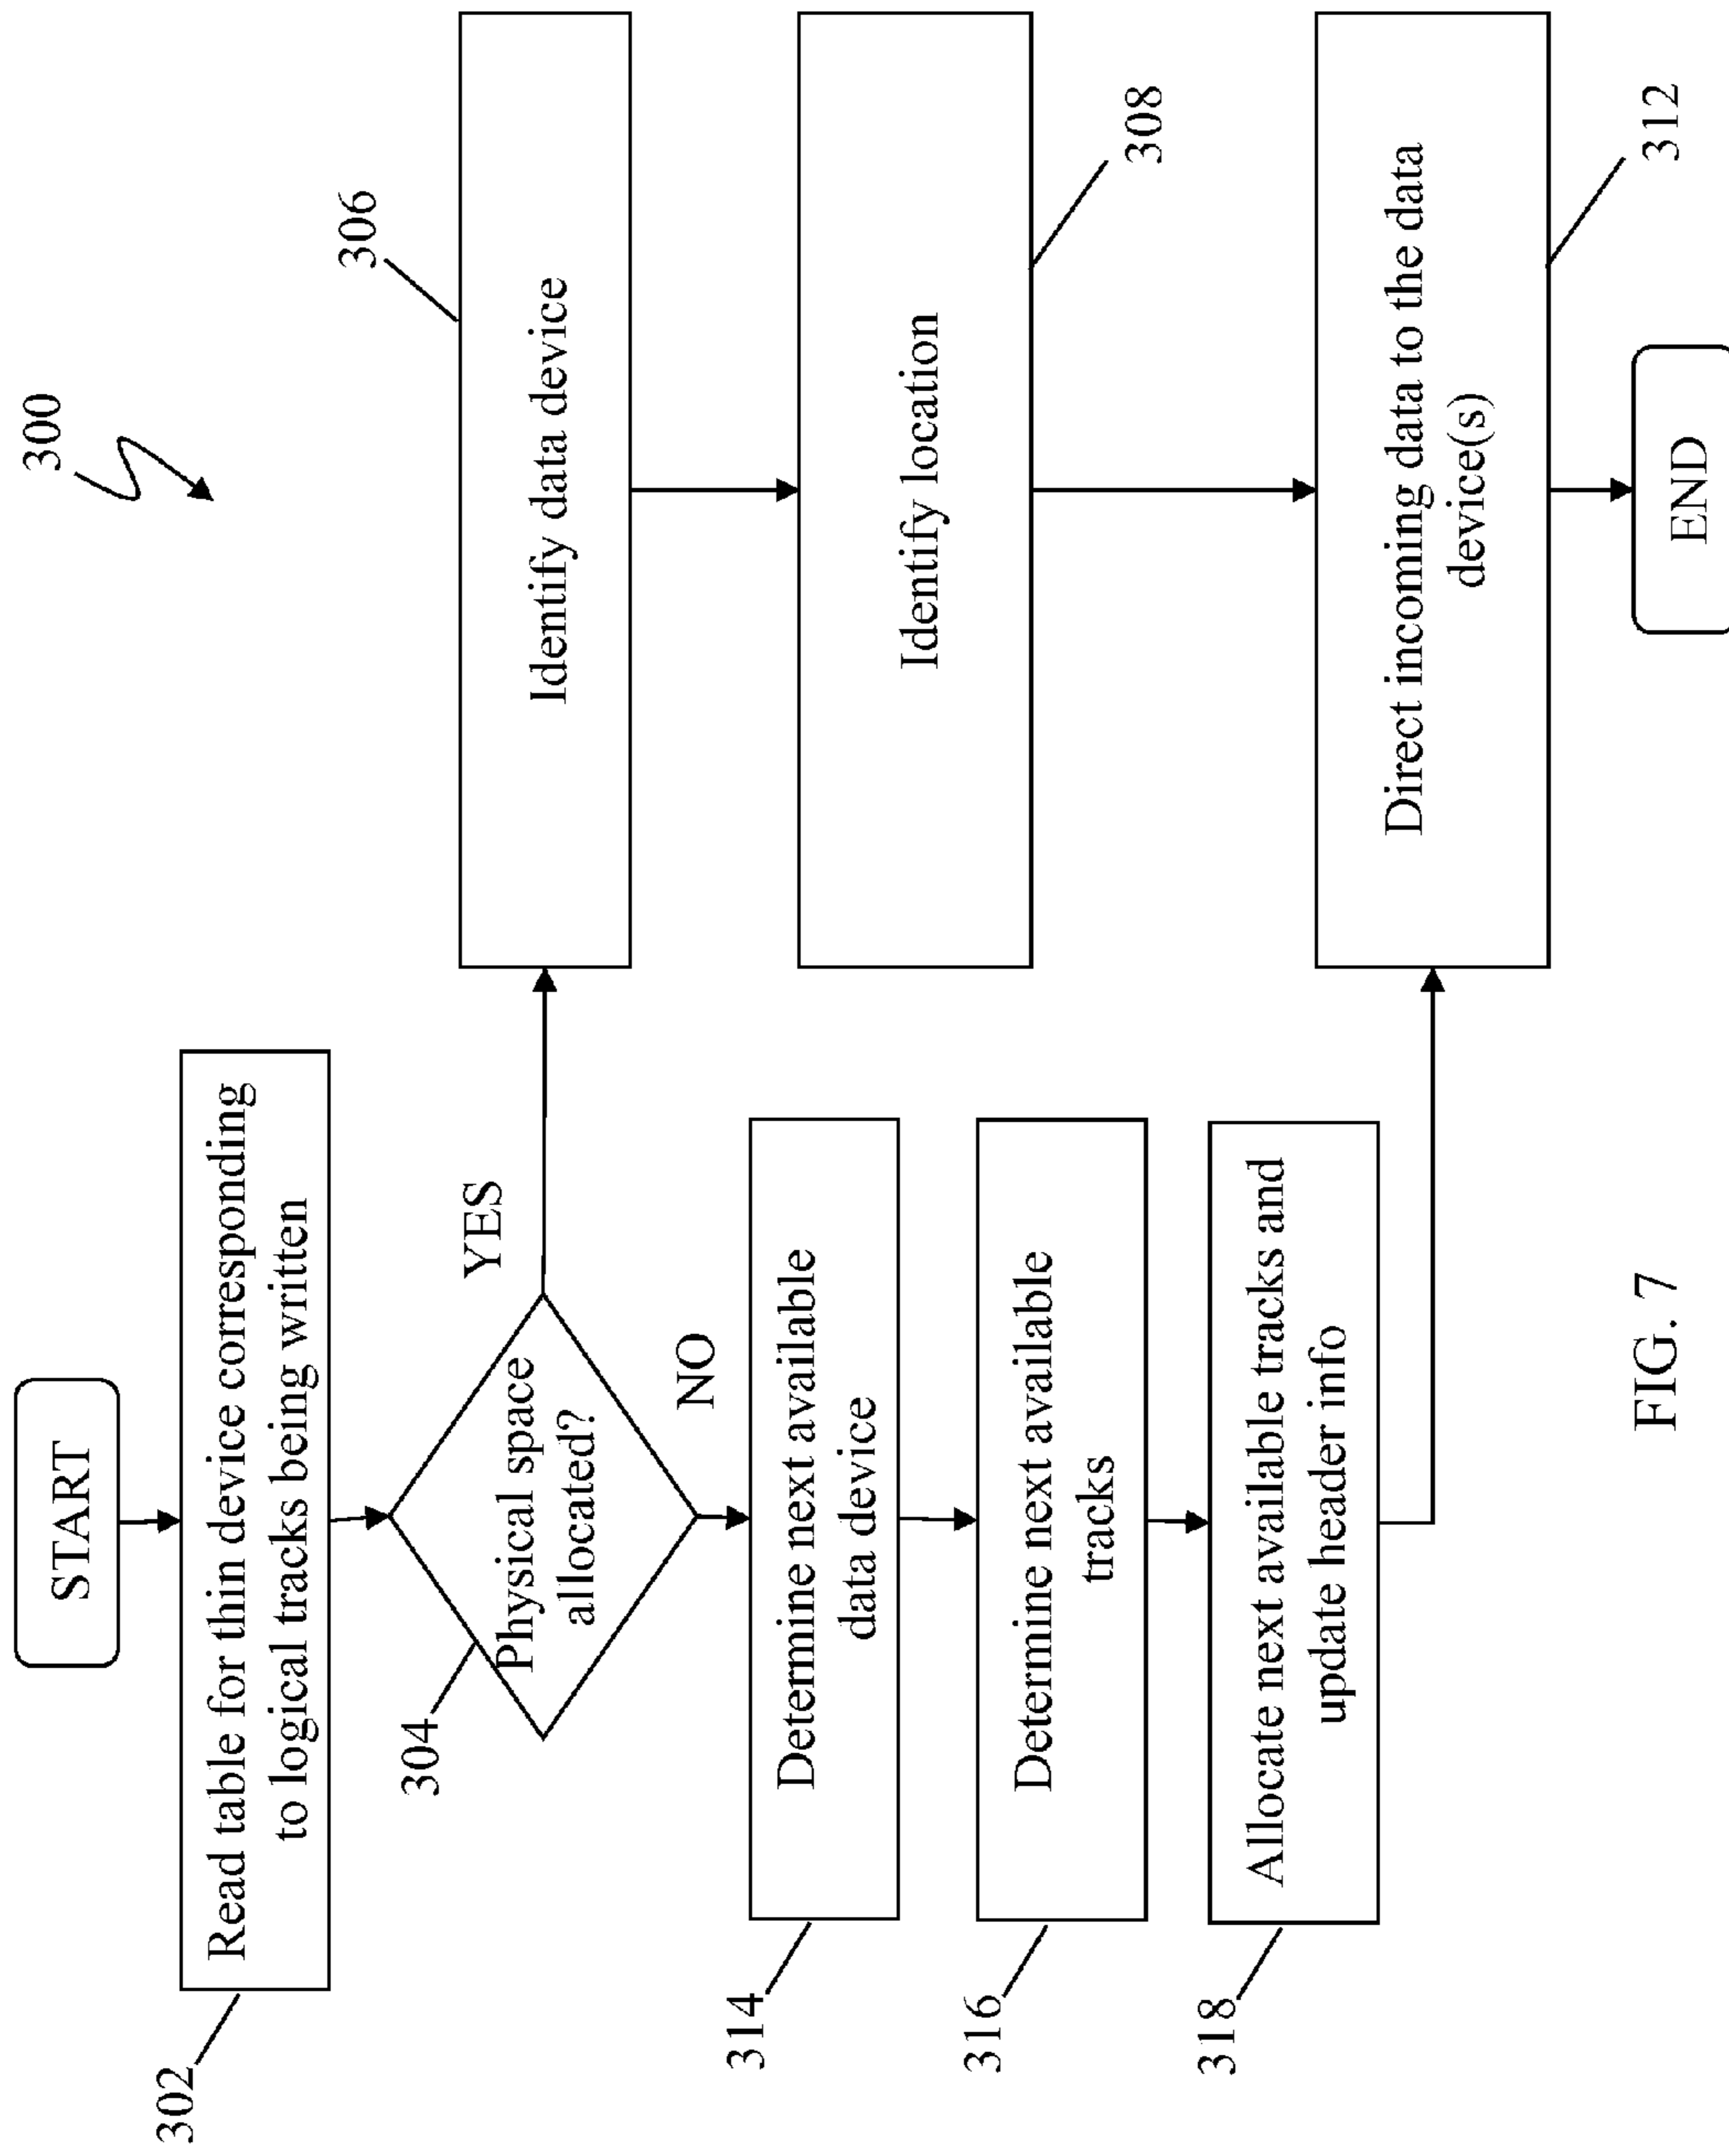 300
START
302
Read table for thin device corresponding
to logical tracks being written
304
Physical space
allocated?
YES
NO
306
Identify data device
308
Identify location
314
Determine next available
data device
316
Determine next available
tracks
318
Allocate next available tracks and
update header info
312
Direct incoming data to the data
device(s)
END
FIG. 7